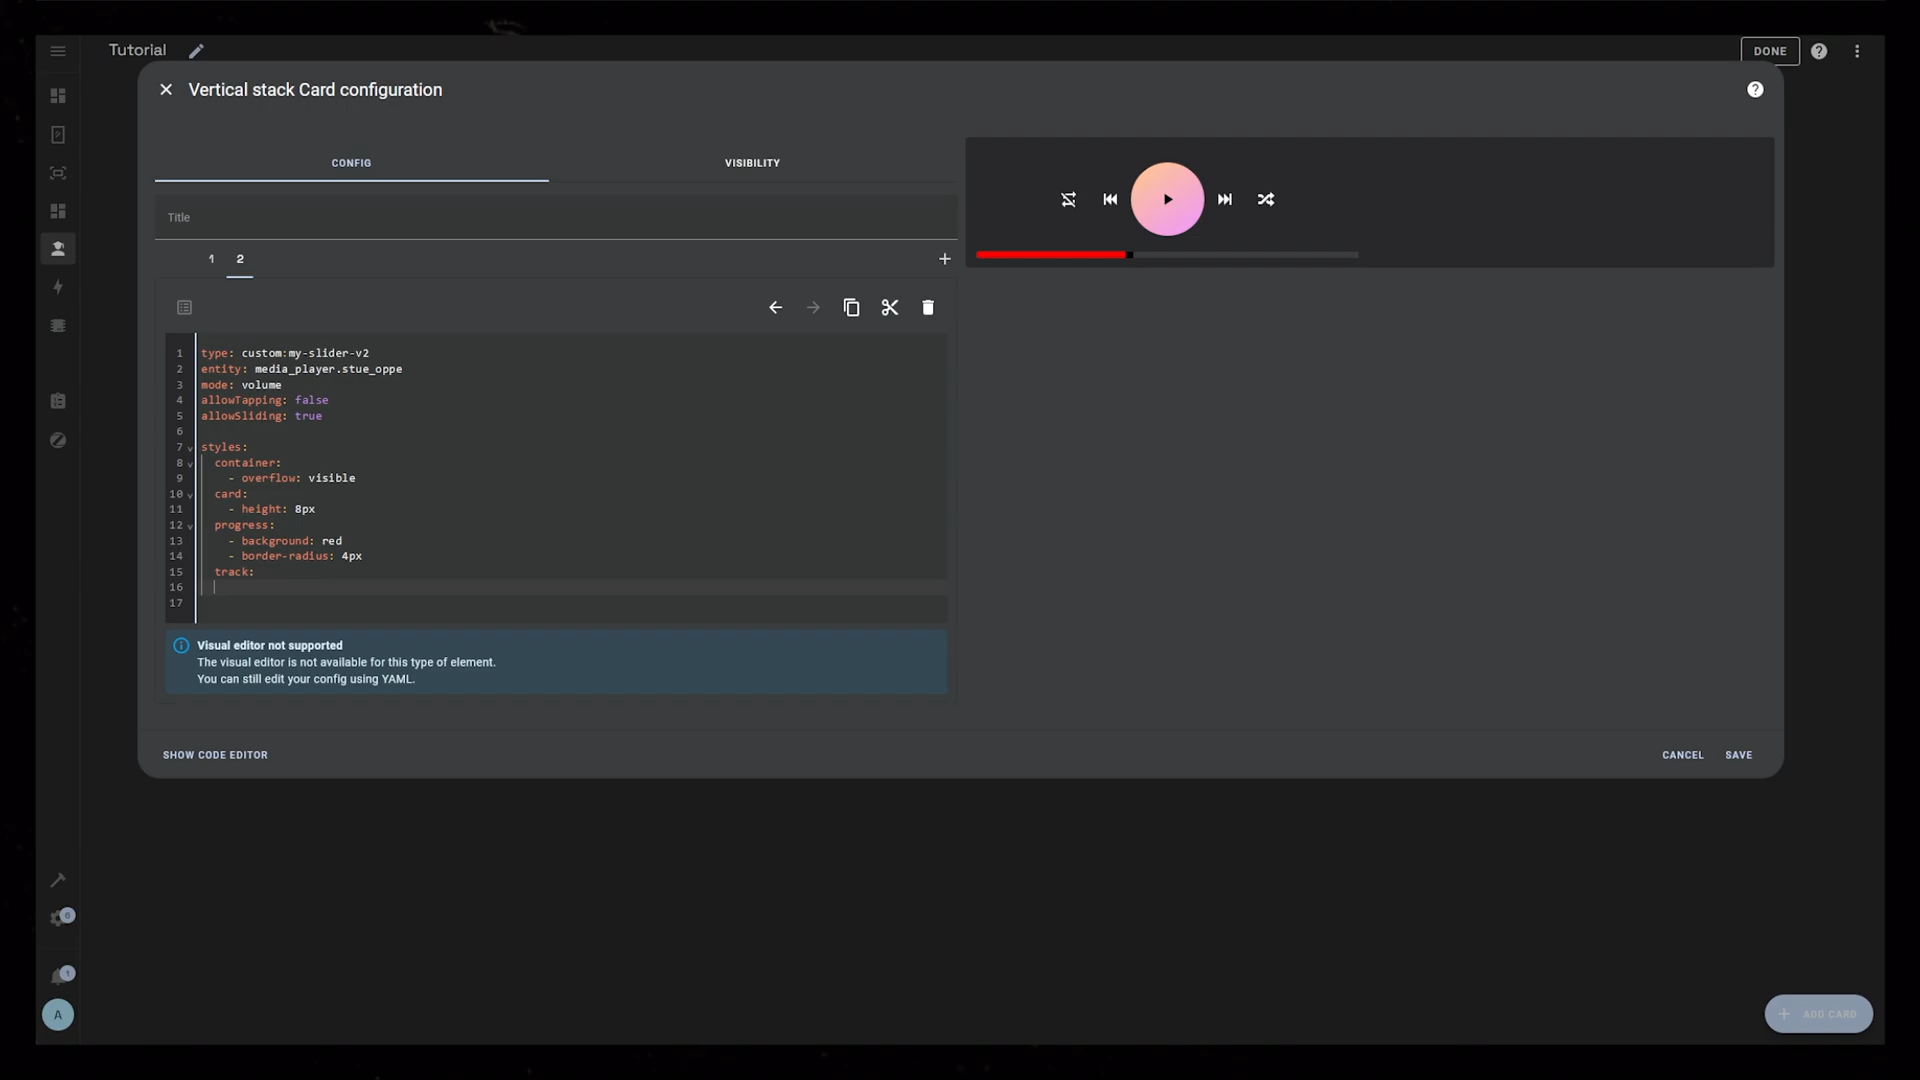 Tutorial
DONE
Vertical stack Card configuration
CONFIG
VISIBILITY
Title
1
2
1 type: custom:my-slider-v2
2 entity: media_player.stue_oppe
3 mode: volume
4 allowTapping: false
5 allowSliding: true
6
7 styles:
8 container:
9 - overflow: visible
10 card:
11 - height: 8px
12 progress:
13 - background: red
14 - border-radius: 4px
15 track:
16
17
Visual editor not supported
The visual editor is not available for this type of element.
You can still edit your config using YAML.
SHOW CODE EDITOR
CANCEL
SAVE
6
1
A
ADD CARD